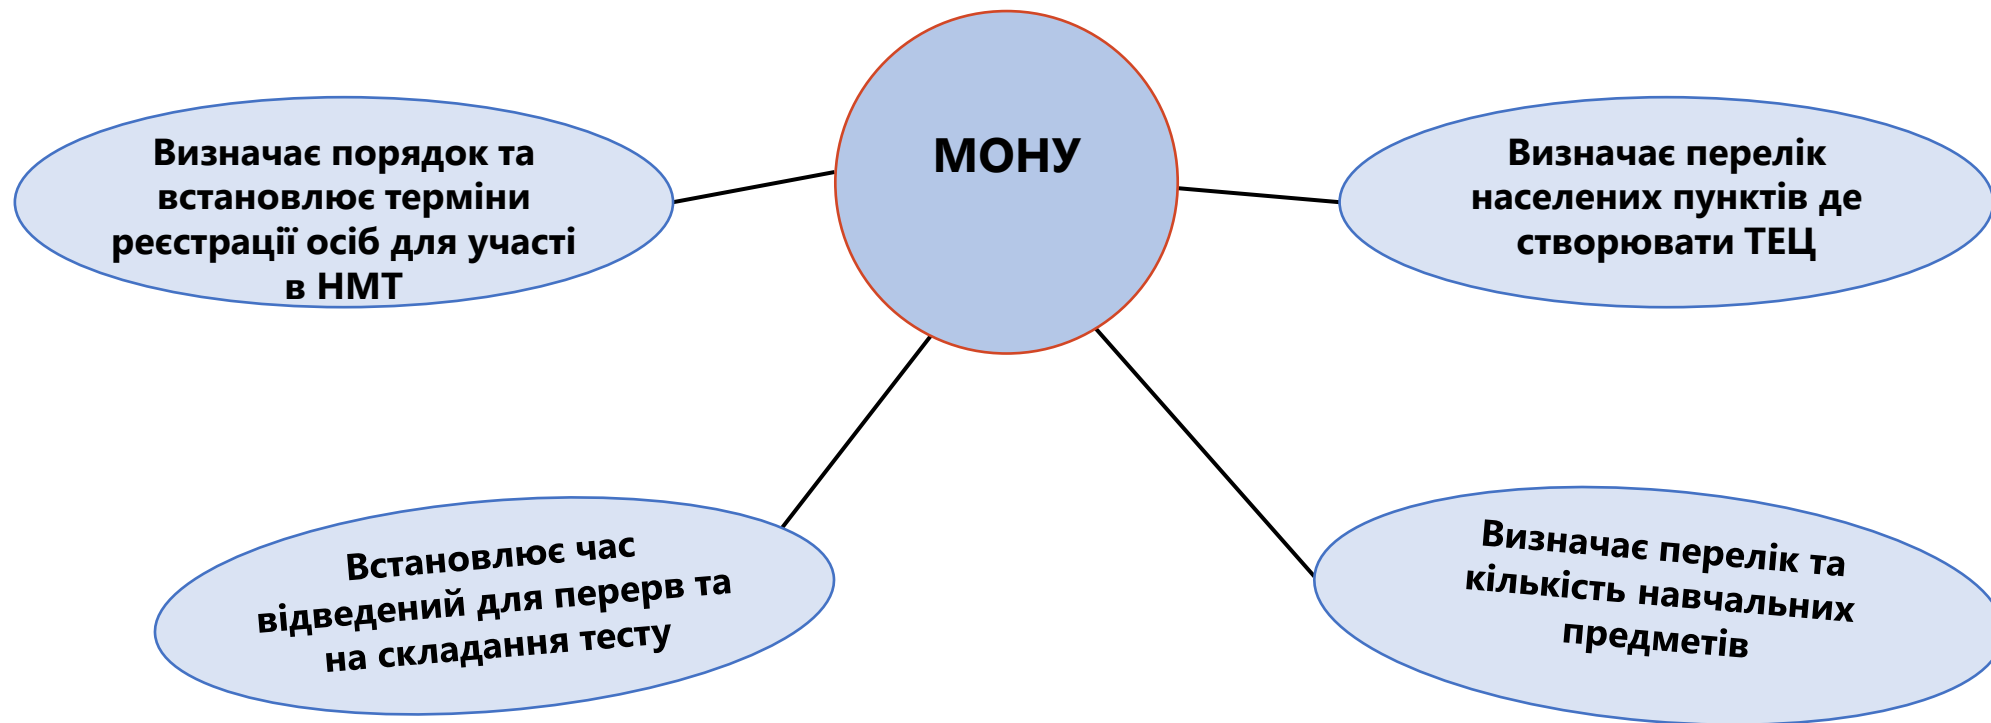 МОНУ
Визначає порядок та
встановлює терміни
реєстрації осіб для участі
в НМТ
Визначає перелік
населених пунктів де
створювати ТЕЦ
Встановлює час
відведений для перерв та
на складання тесту
Визначає перелік та
кількість навчальних
предметів